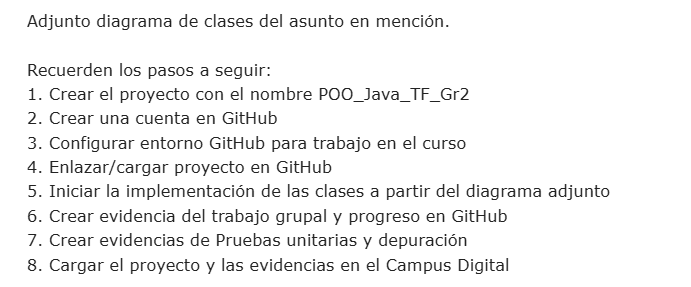 Adjunto diagrama de clases del asunto en mención.
Recuerden los pasos a seguir:
1. Crear el proyecto con el nombre POO_Java_TF_Gr2
2. Crear una cuenta en GitHub
3. Configurar entorno GitHub para trabajo en el curso
4. Enlazar/cargar proyecto en GitHub
5. Iniciar la implementación de las clases a partir del diagrama adjunto
6. Crear evidencia del trabajo grupal y progreso en GitHub
7. Crear evidencias de Pruebas unitarias y depuración
8. Cargar el proyecto y las evidencias en el Campus Digital